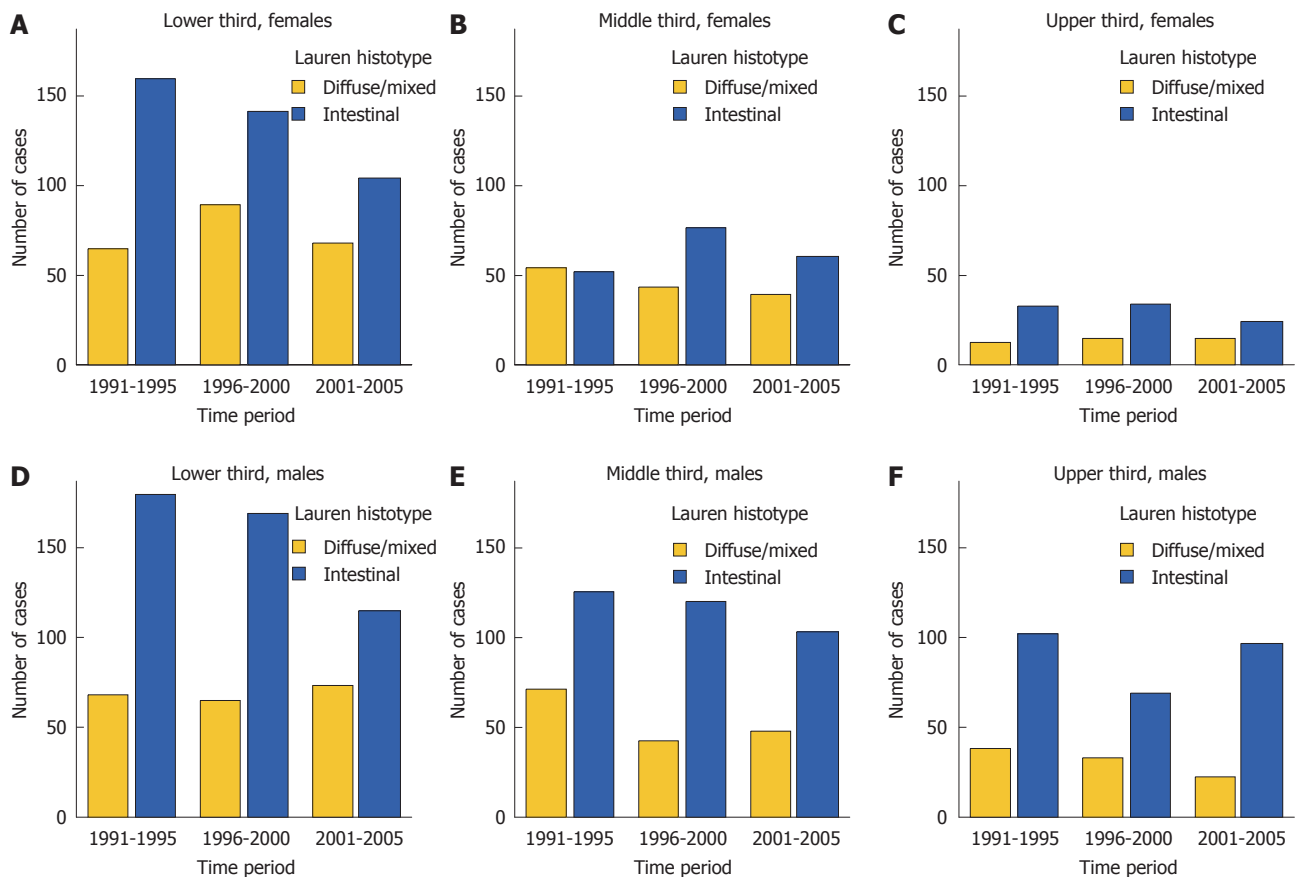 A
Lower third, females
Lauren histotype
Diffuse/mixed
Intestinal
Number of cases
150
100
50
0
1991-1995 1996-2000 2001-2005
Time period
B
Middle third, females
Lauren histotype
Diffuse/mixed
Intestinal
Number of cases
150
100
50
0
1991-1995 1996-2000 2001-2005
Time period
C
Upper third, females
Lauren histotype
Diffuse/mixed
Intestinal
Number of cases
150
100
50
0
1991-1995 1996-2000 2001-2005
Time period
D
Lower third, males
Lauren histotype
Diffuse/mixed
Intestinal
Number of cases
150
100
50
0
1991-1995 1996-2000 2001-2005
Time period
E
Middle third, males
Lauren histotype
Diffuse/mixed
Intestinal
Number of cases
150
100
50
0
1991-1995 1996-2000 2001-2005
Time period
F
Upper third, males
Lauren histotype
Diffuse/mixed
Intestinal
Number of cases
150
100
50
0
1991-1995 1996-2000 2001-2005
Time period